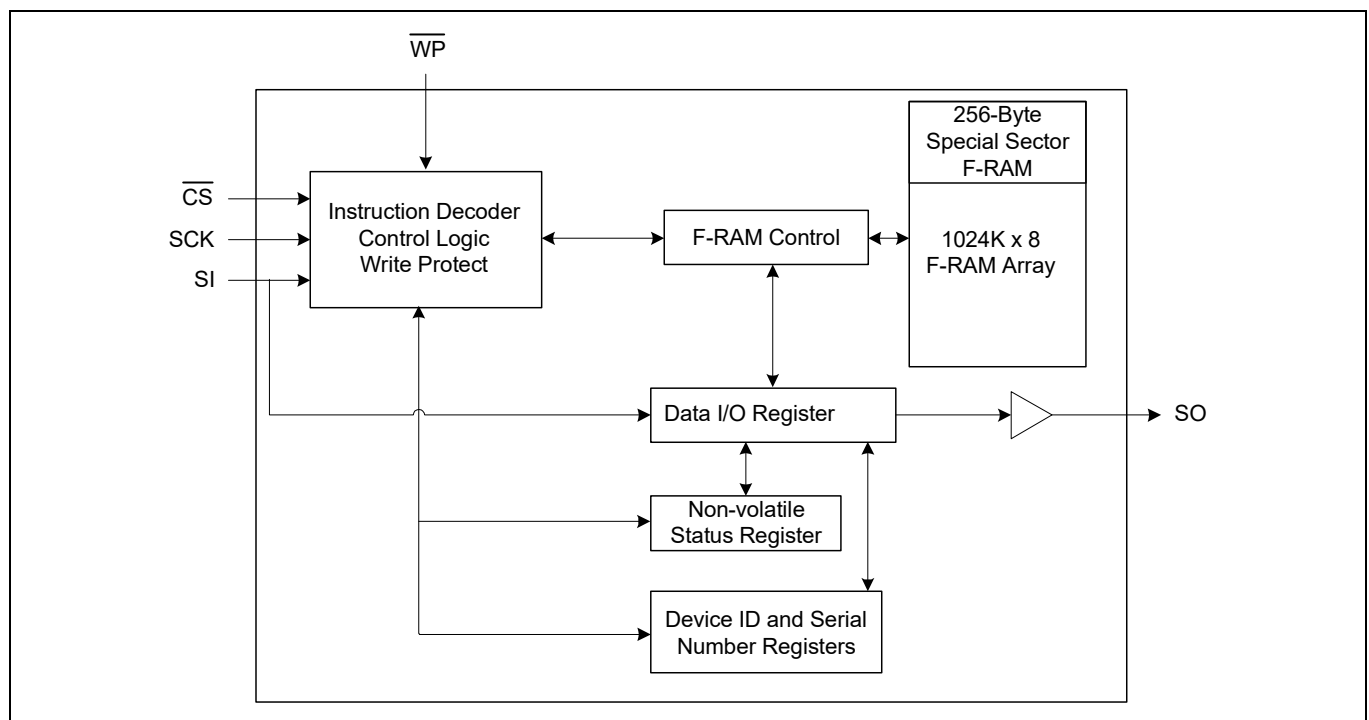 WP
256-Byte
Special Sector
F-RAM
CS
SCK
SI
Instruction Decoder
Control Logic
Write Protect
F-RAM Control
1024K x 8
F-RAM Array
Data I/O Register
SO
Non-volatile
Status Register
Device ID and Serial
Number Registers